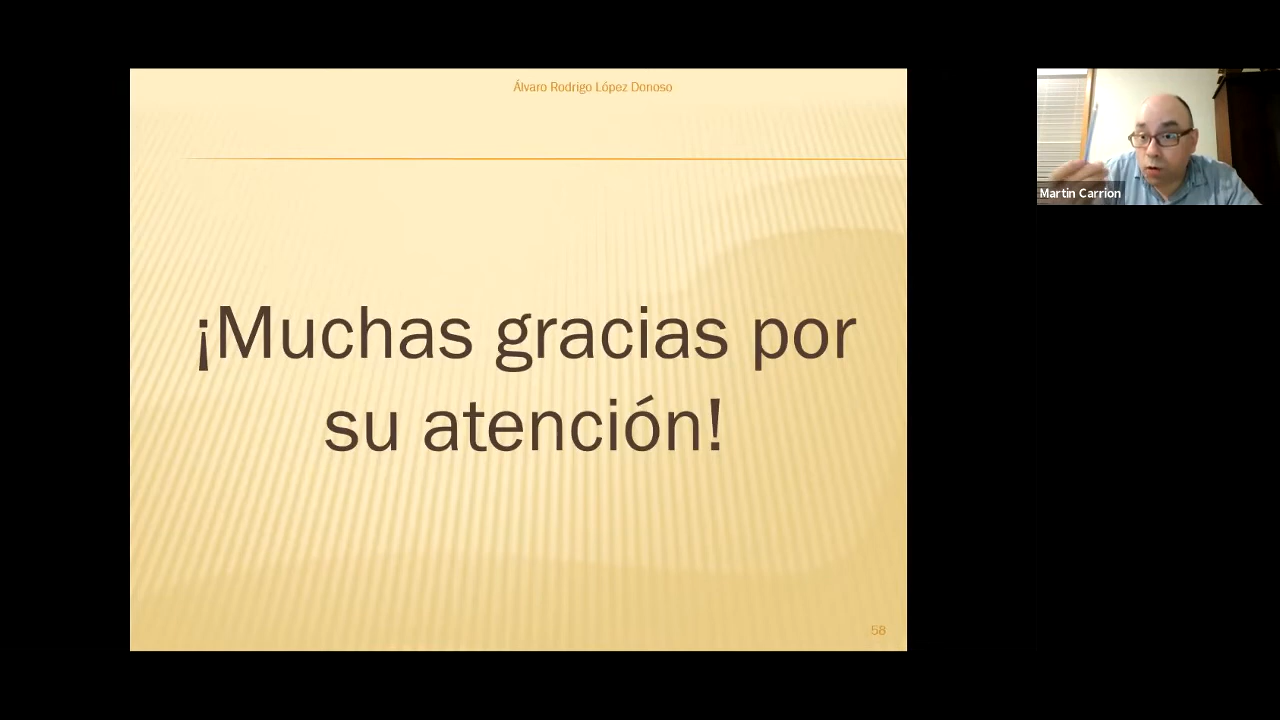 Álvaro Rodrigo López Donoso
¡Muchas gracias por
su atención!
58
Martin Carrion